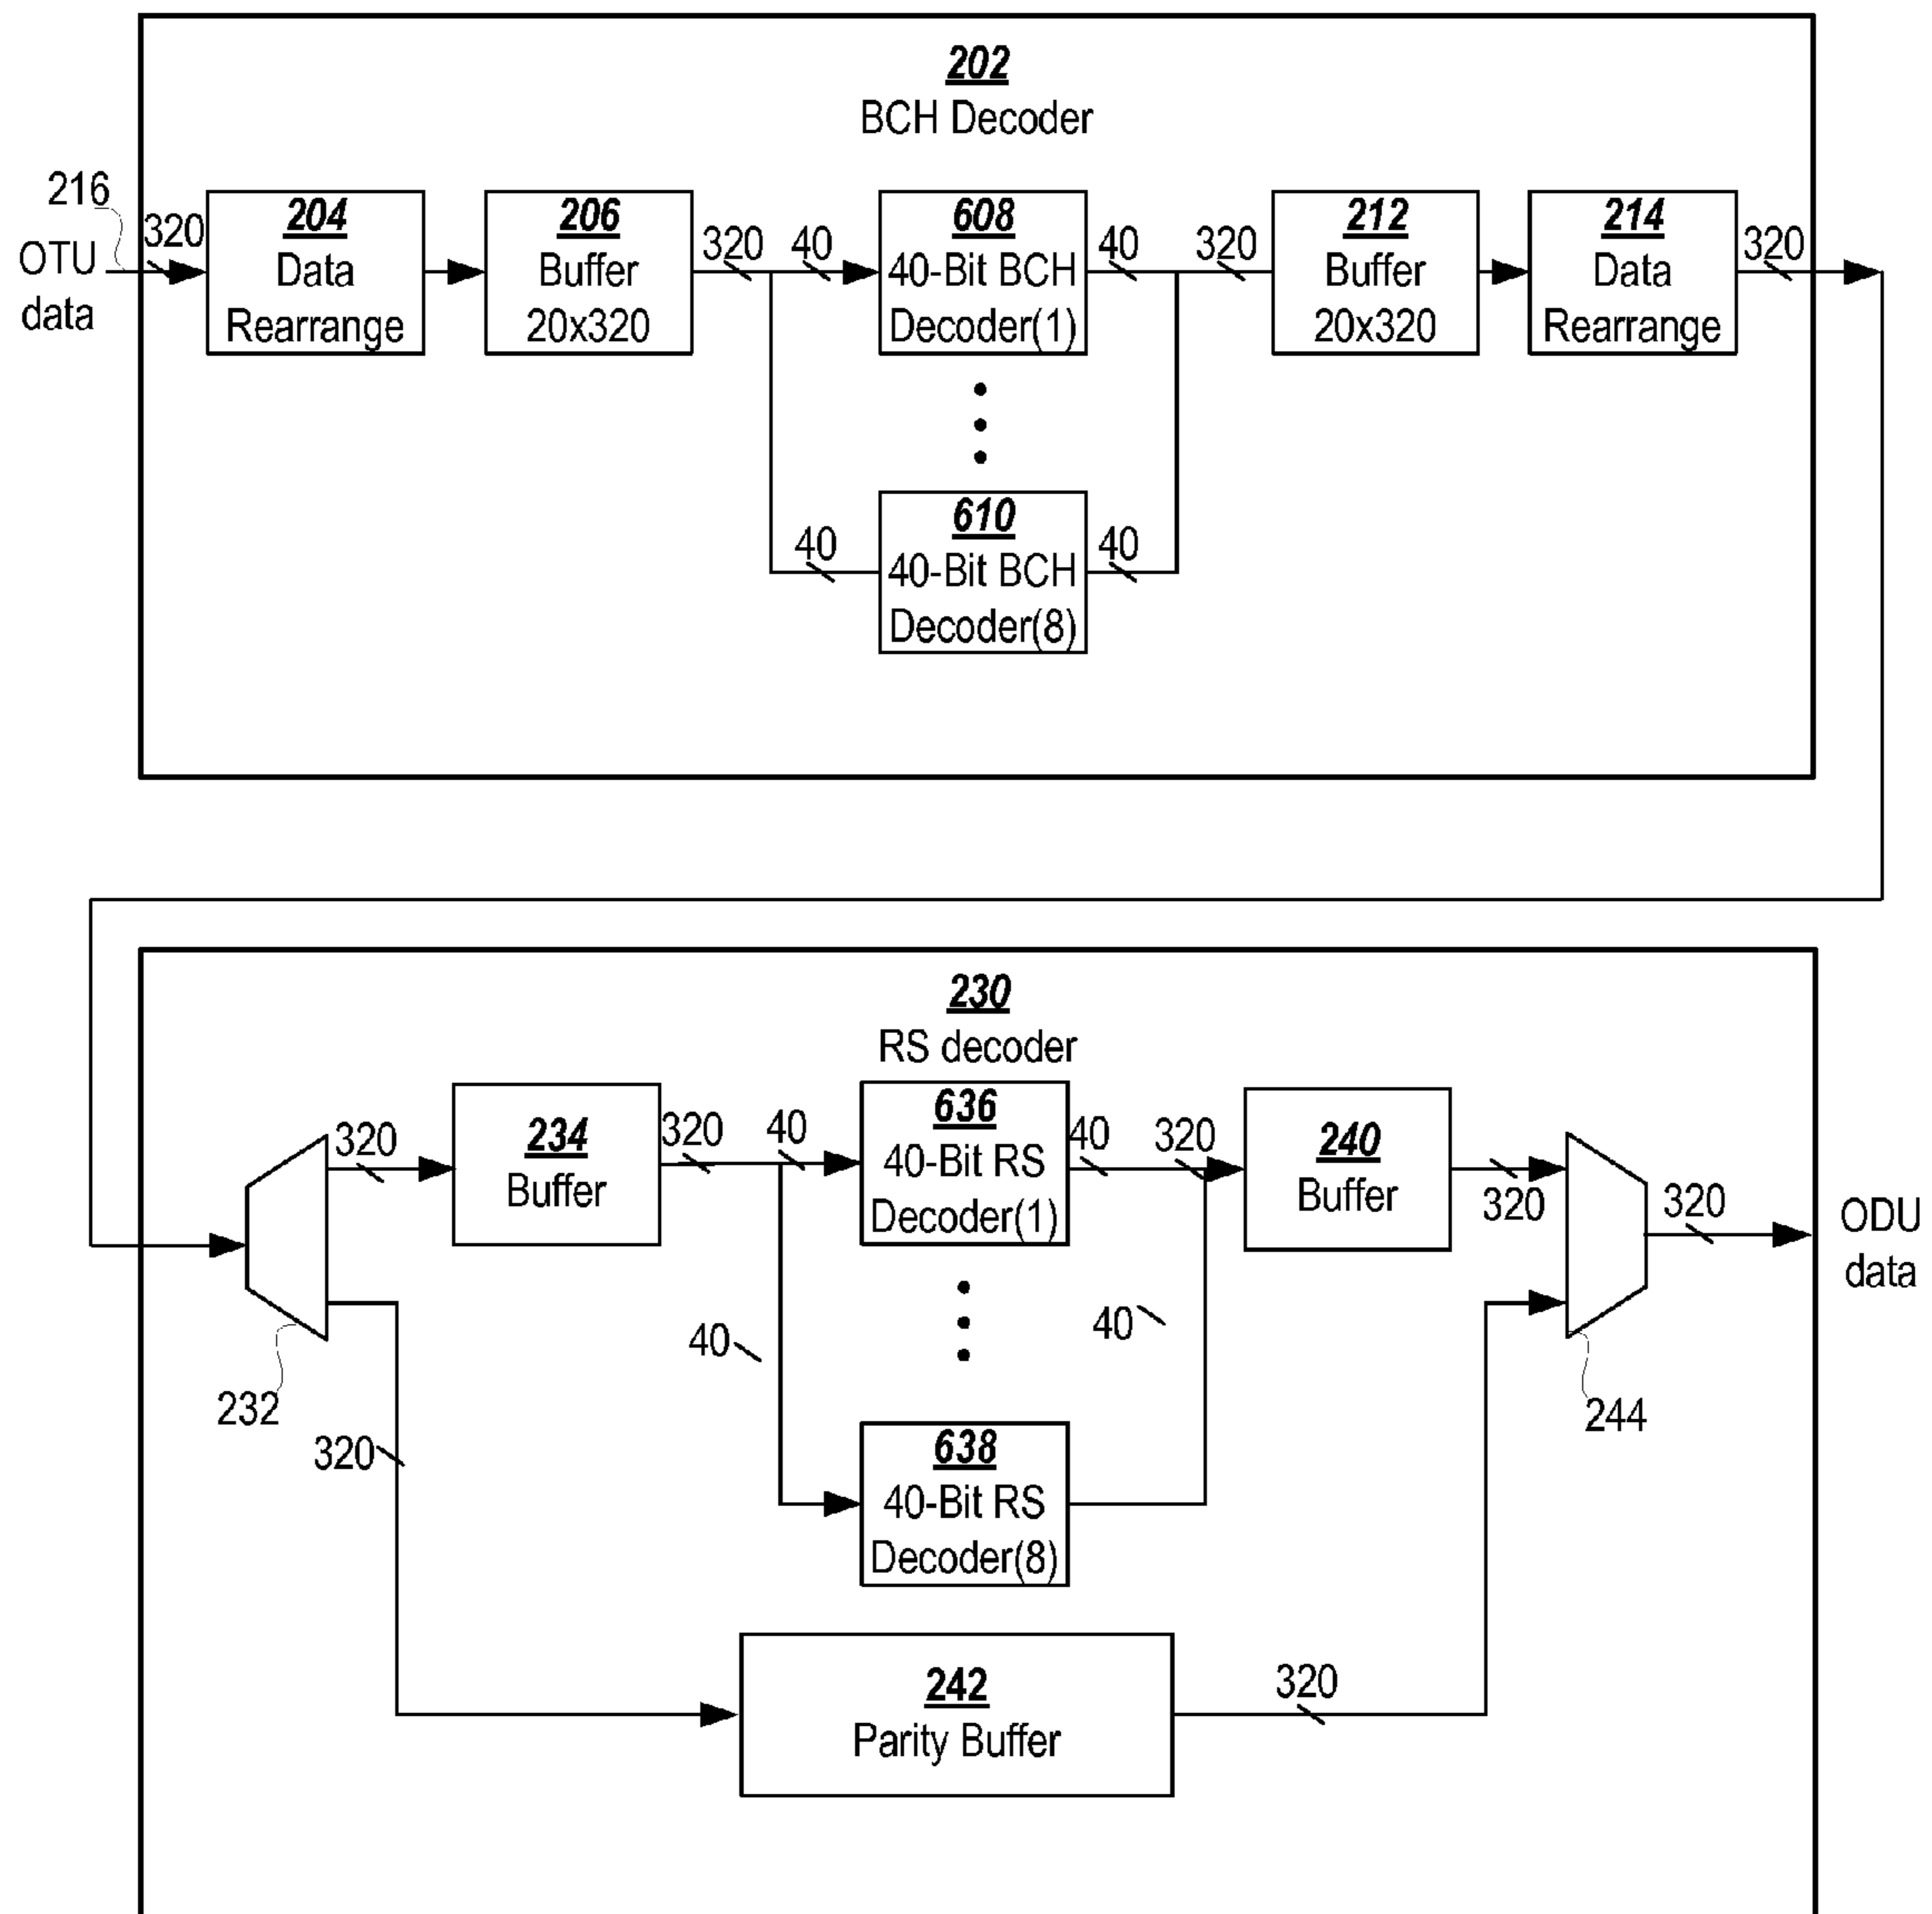 202
BCH Decoder
216
320
OTU
data
204
Data
Rearrange
206
Buffer
20x320
320
40
608
40-Bit BCH
Decoder(1)
40
320
212
Buffer
20x320
214
Data
Rearrange
320
40
610
40-Bit BCH
Decoder(8)
40
230
RS decoder
320
234
Buffer
320
40
636
40-Bit RS
Decoder(1)
40
320
240
Buffer
320
320
ODU
data
40
40
232
244
320
638
40-Bit RS
Decoder(8)
242
Parity Buffer
320